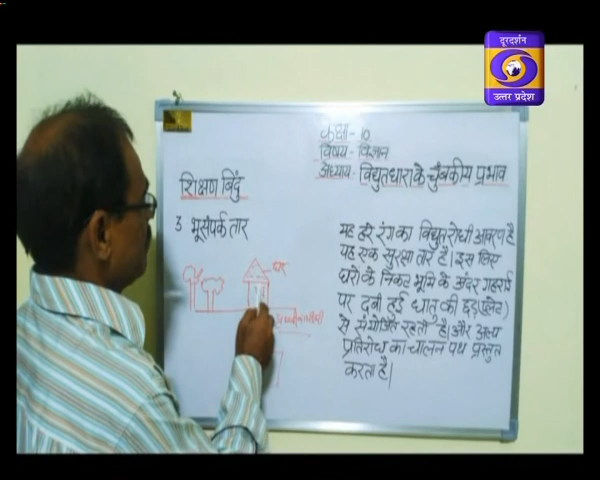 दूरदर्शन
उत्तर प्रदेश
कक्षा- 10
विषय- विज्ञान
अध्याय- विद्युतधारा के चुंबकीय प्रभाव
शिक्षण बिंदु
3 भूसंपर्क तार
घर
यह हरे रंग का विद्युतरोधी आवरण है
यह एक सुरक्षा तार है। इस लिए
घरो के निकट भूमि के अंदर गहराई
पर दबी हुई धातु की इड़(प्लेट)
से संयोजित रहता है। और अल्प
प्रतिरोध का चालन पथ प्रस्तुत
करता है।